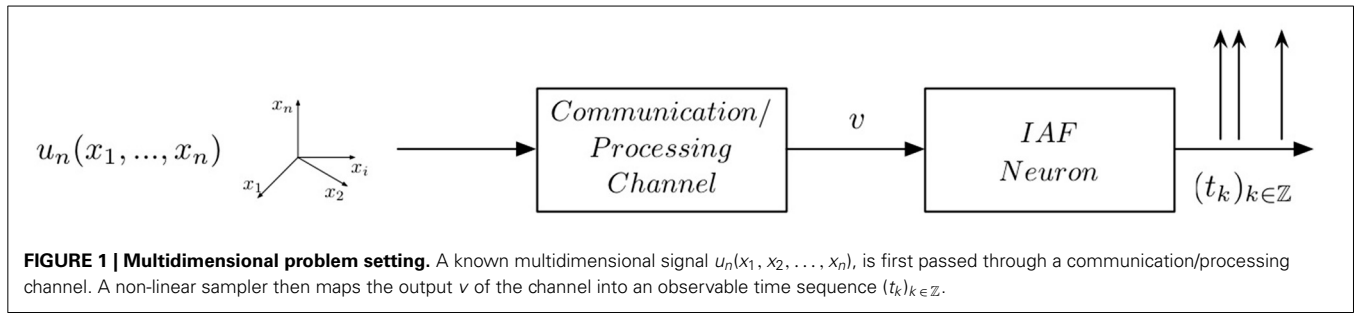 u_n(x_1, ..., x_n)
x_n
x_i
x_1
x_2
Communication/
Processing
Channel
v
IAF
Neuron
(t_k)_{k∈ℤ}
FIGURE 1 | Multidimensional problem setting. A known multidimensional signal u_n(x_1, x_2, . . . , x_n), is first passed through a communication/processing
channel. A non-linear sampler then maps the output v of the channel into an observable time sequence (t_k)_{k∈ℤ}.